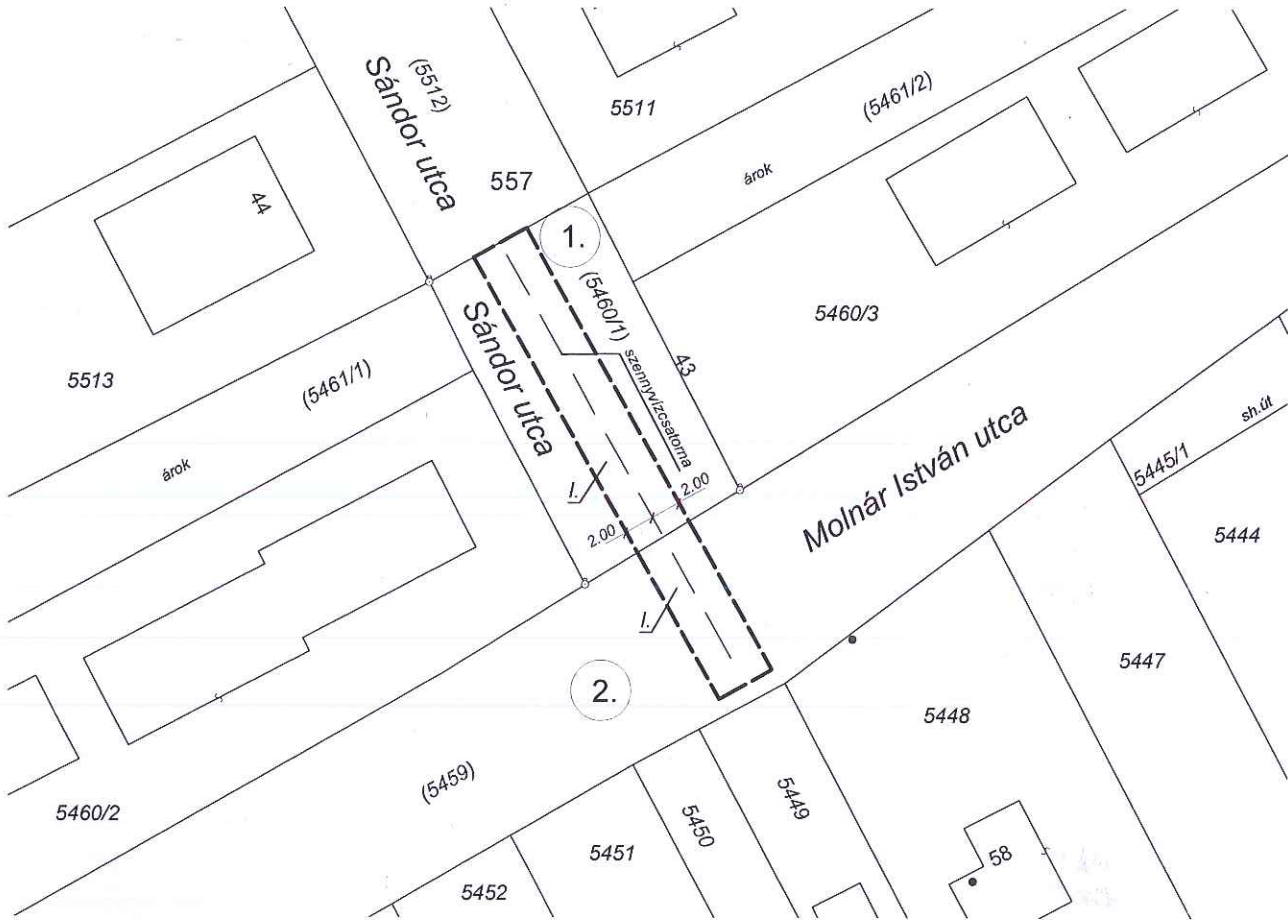 (5512)
Sándor utca
5511
(5461/2)
árok
557
44
1.
(5460/1)
szennyvízcsatorna
43
5460/3
Sándor utca
5513
(5461/1)
árok
I.
2.00
2.00
Molnár István utca
5445/1
sh.út
5444
I.
2.
5447
5448
(5459)
5460/2
5449
5450
5451
5452
58